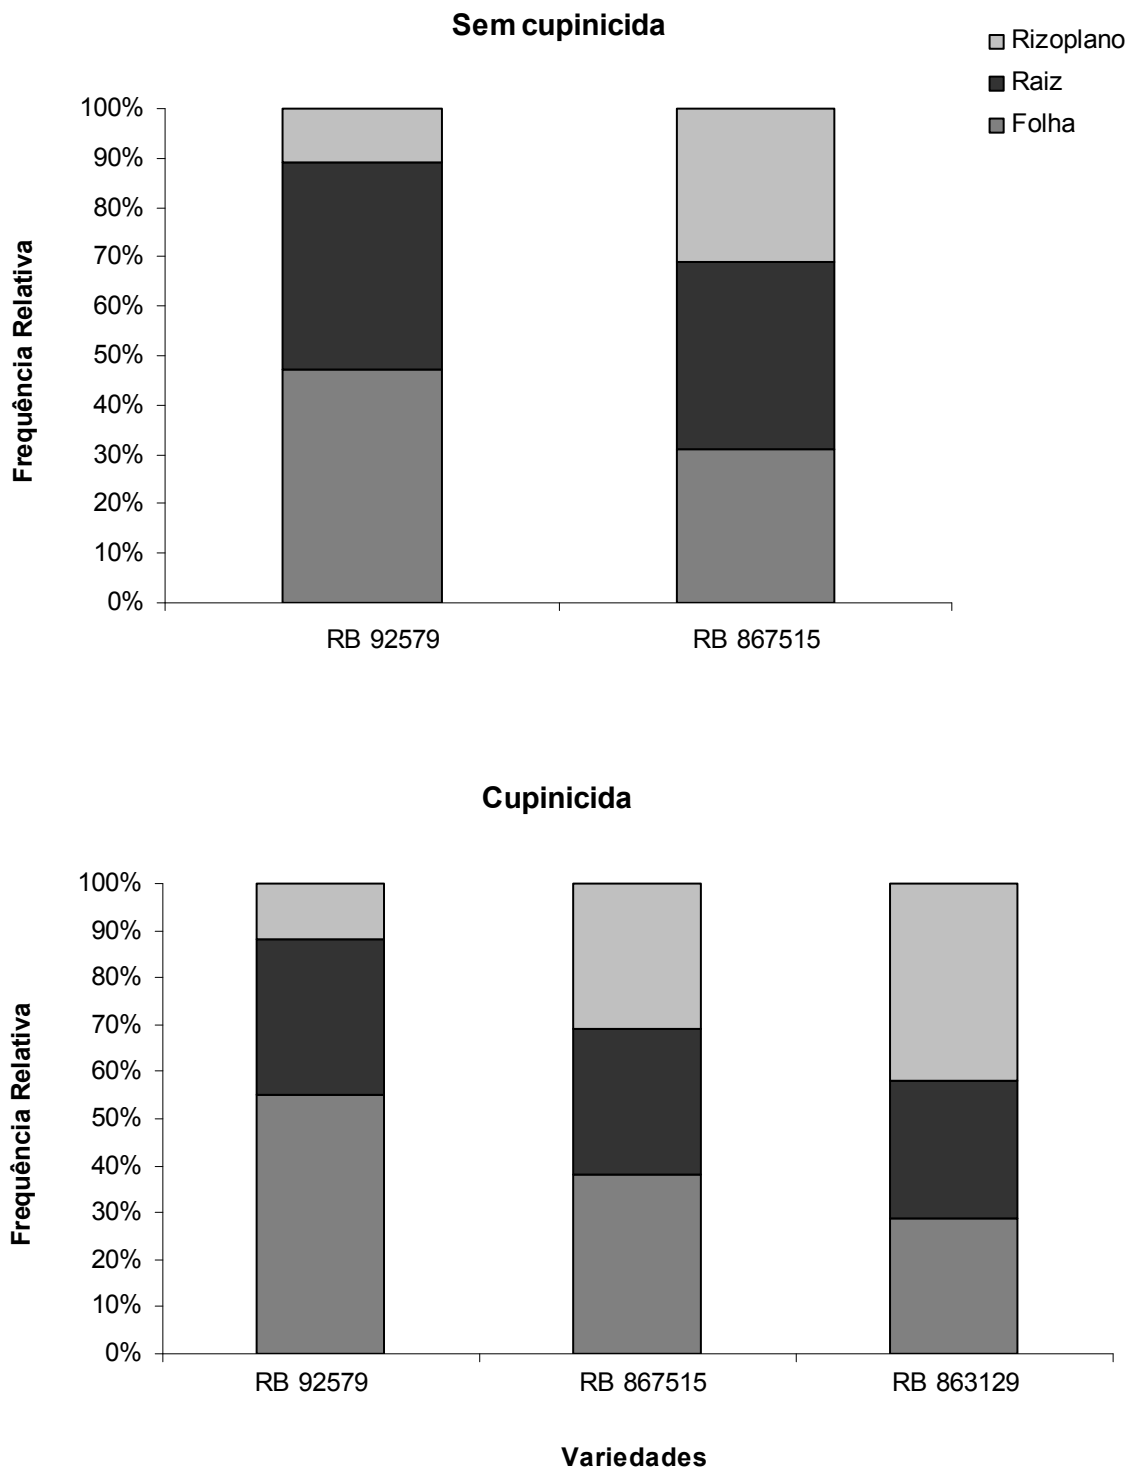 Sem cupinicida
Rizoplano
Raiz
Folha
100%
90%
80%
70%
60%
50%
40%
30%
20%
10%
0%
Frequência Relativa
RB 92579
RB 867515
Cupinicida
100%
90%
80%
70%
60%
50%
40%
30%
20%
10%
0%
Frequência Relativa
RB 92579
RB 867515
RB 863129
Variedades